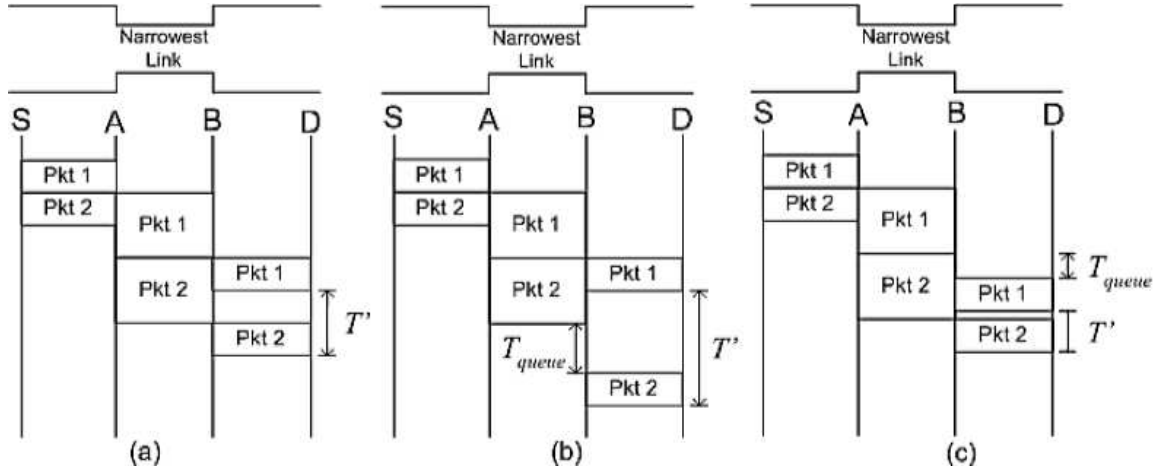 Narrowest
Link
S A B D
Pkt 1
Pkt 2
Pkt 1
Pkt 2
Pkt 1
Pkt 2
T'
(a)
Narrowest
Link
S A B D
Pkt 1
Pkt 2
Pkt 1
Pkt 2
Pkt 1
Pkt 2
Tqueue
T'
(b)
Narrowest
Link
S A B D
Pkt 1
Pkt 2
Pkt 1
Pkt 2
Pkt 1
Pkt 2
Tqueue
T'
(c)